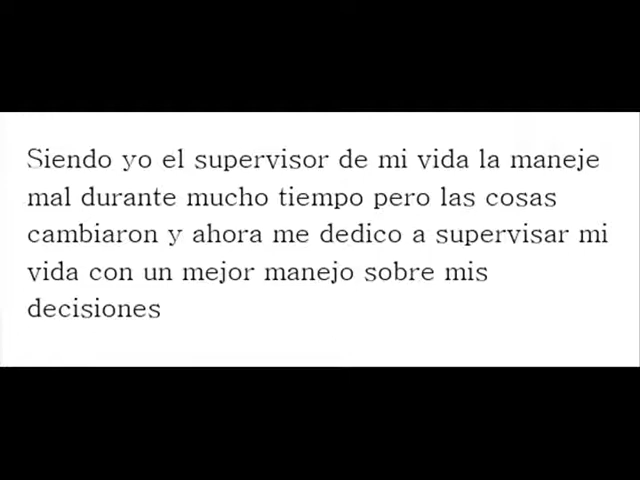 Siendo yo el supervisor de mi vida la maneje
mal durante mucho tiempo pero las cosas
cambiaron y ahora me dedico a supervisar mi
vida con un mejor manejo sobre mis
decisiones